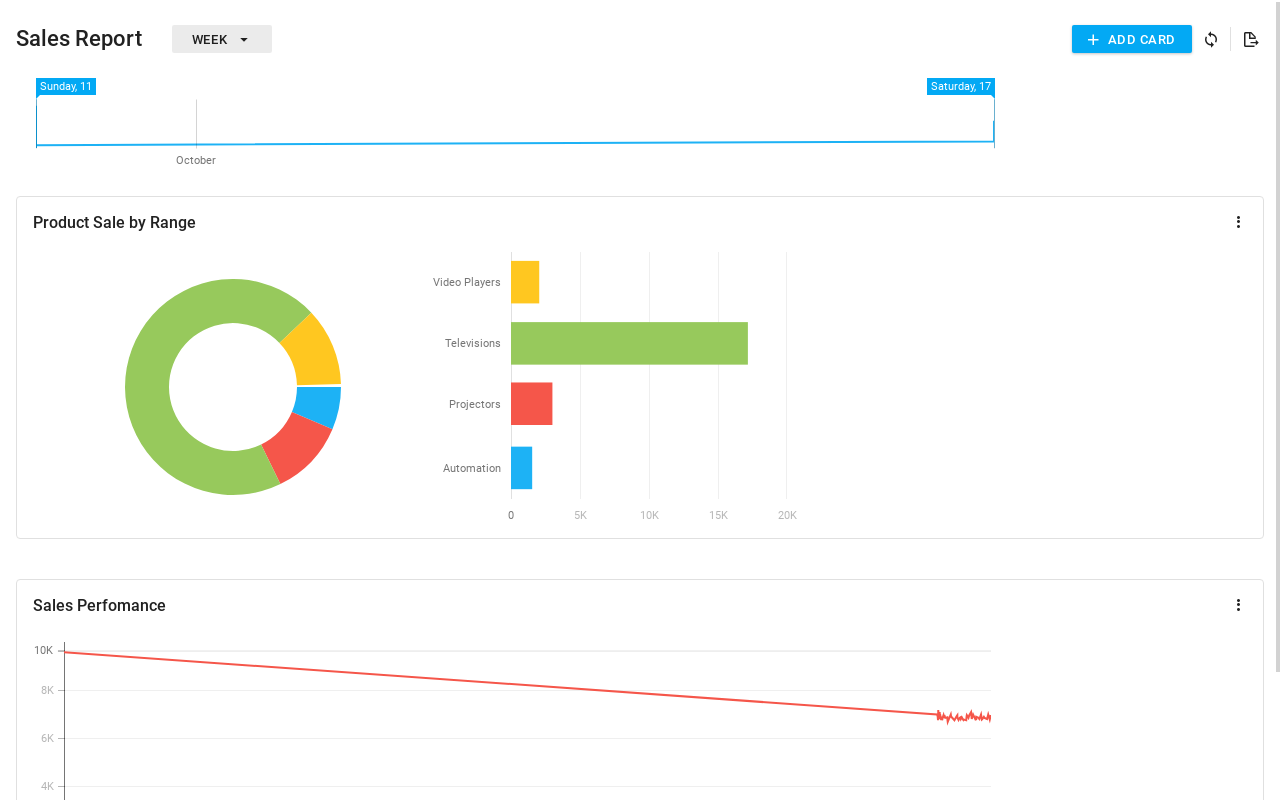 Sales Report
WEEK
ADD CARD
Sunday, 11
Saturday, 17
October
Product Sale by Range
Video Players
Televisions
Projectors
Automation
0
5K
10K
15K
20K
Sales Perfomance
10K
8K
6K
4K